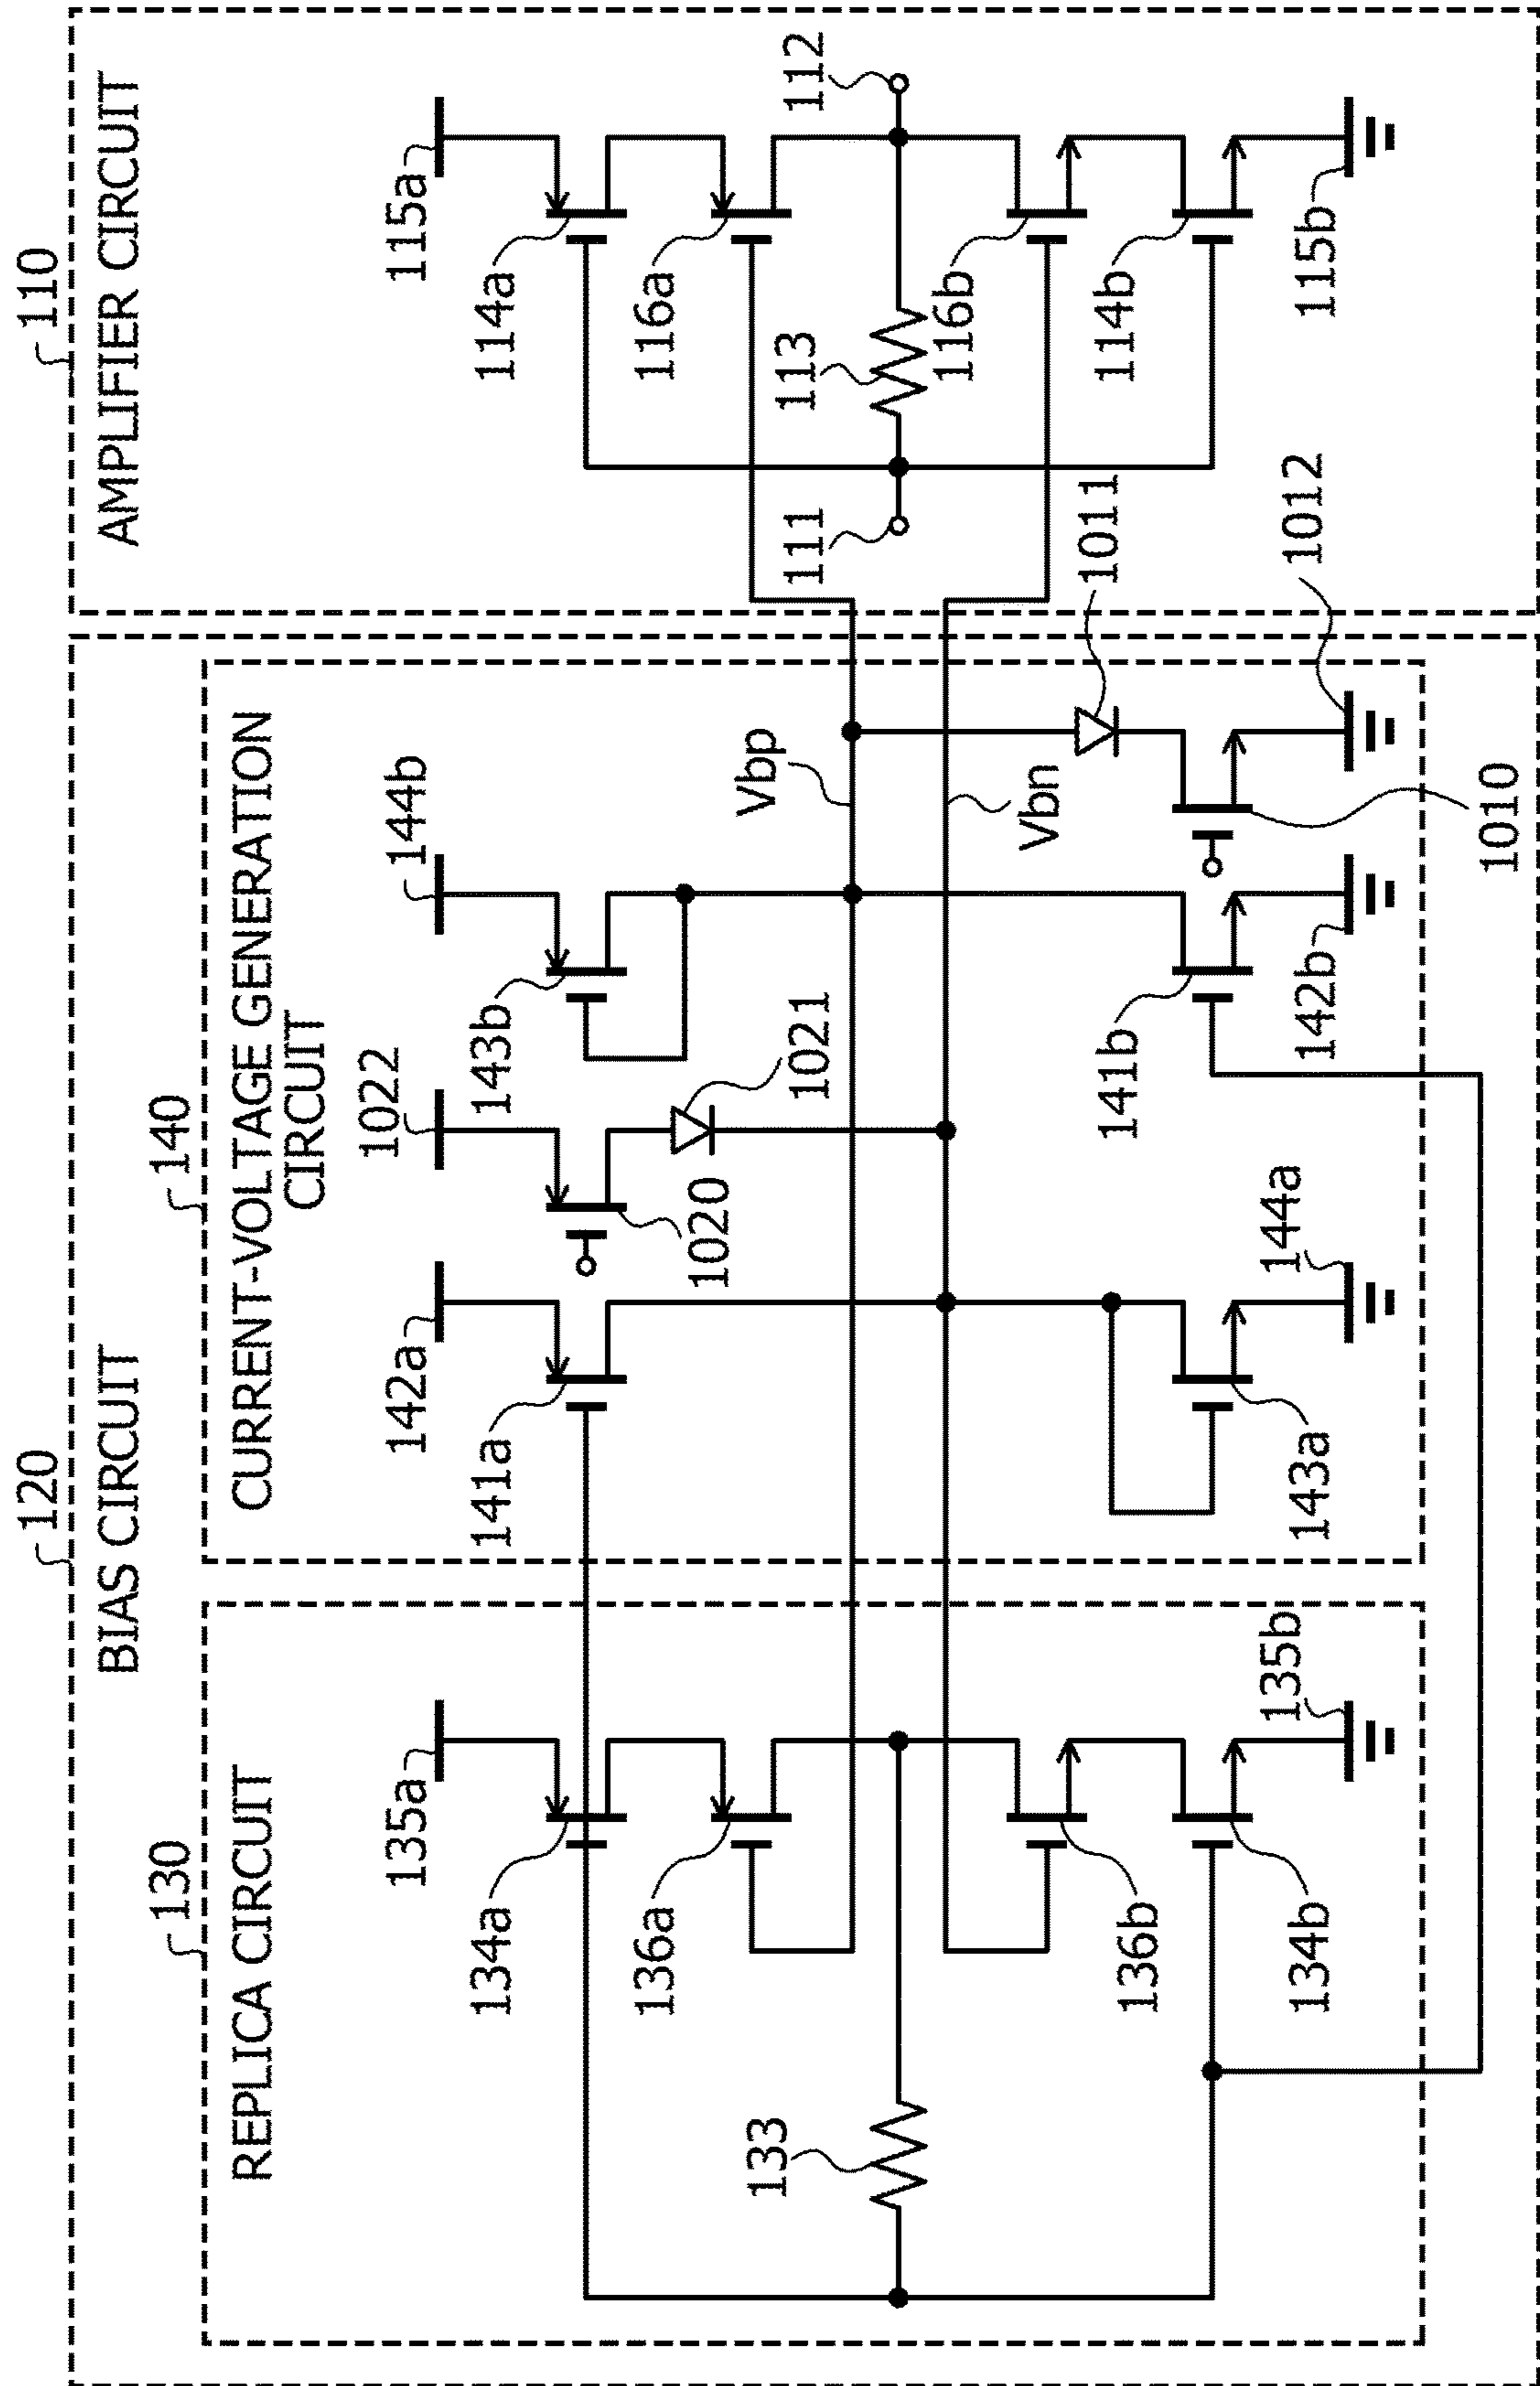 120
BIAS CIRCUIT
130
REPLICA CIRCUIT
135a
134a
136a
133
136b
134b
135b
140
CURRENT-VOLTAGE GENERATION
CIRCUIT
142a
141a
1022
1020
1021
143b
144b
Vbp
Vbn
143a
144a
141b
142b
1010
1011
1012
110
AMPLIFIER CIRCUIT
115a
114a
116a
111
113
112
116b
114b
115b